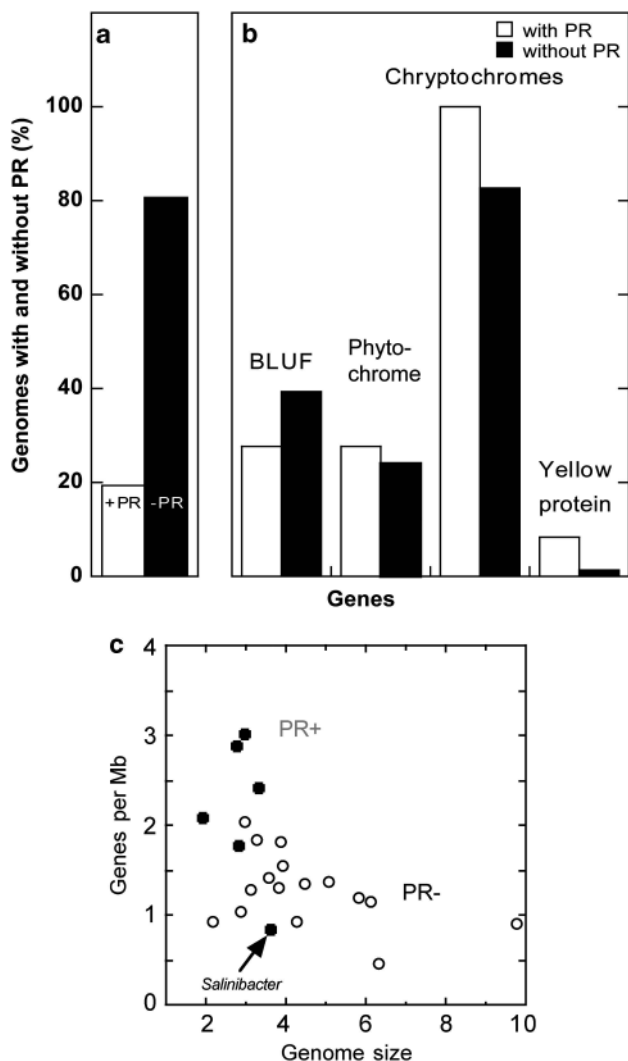 a
b
with PR
without PR
Chryptochromes
BLUF
Phyto-
chrome
Yellow
protein
+PR
-PR
Genomes with and without PR (%)
100
80
60
40
20
0
Genes
c
PR+
PR-
Salinibacter
Genes per Mb
4
3
2
1
0
2 4 6 8 10
Genome size